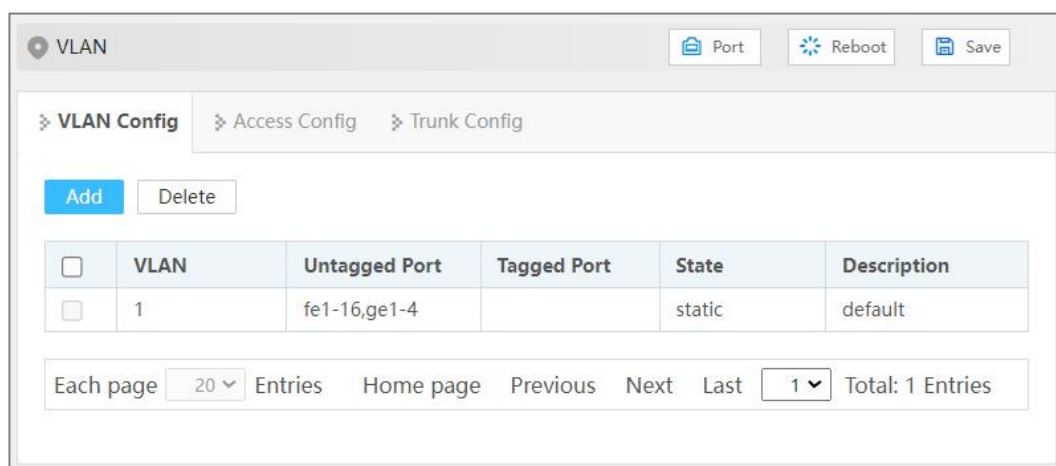 VLAN Port Reboot Save
VLAN Config Access Config Trunk Config
Add Delete
VLAN Untagged Port Tagged Port State Description
1 fe1-16,ge1-4 static default
Each page 20 Entries Home page Previous Next Last 1 Total: 1 Entries